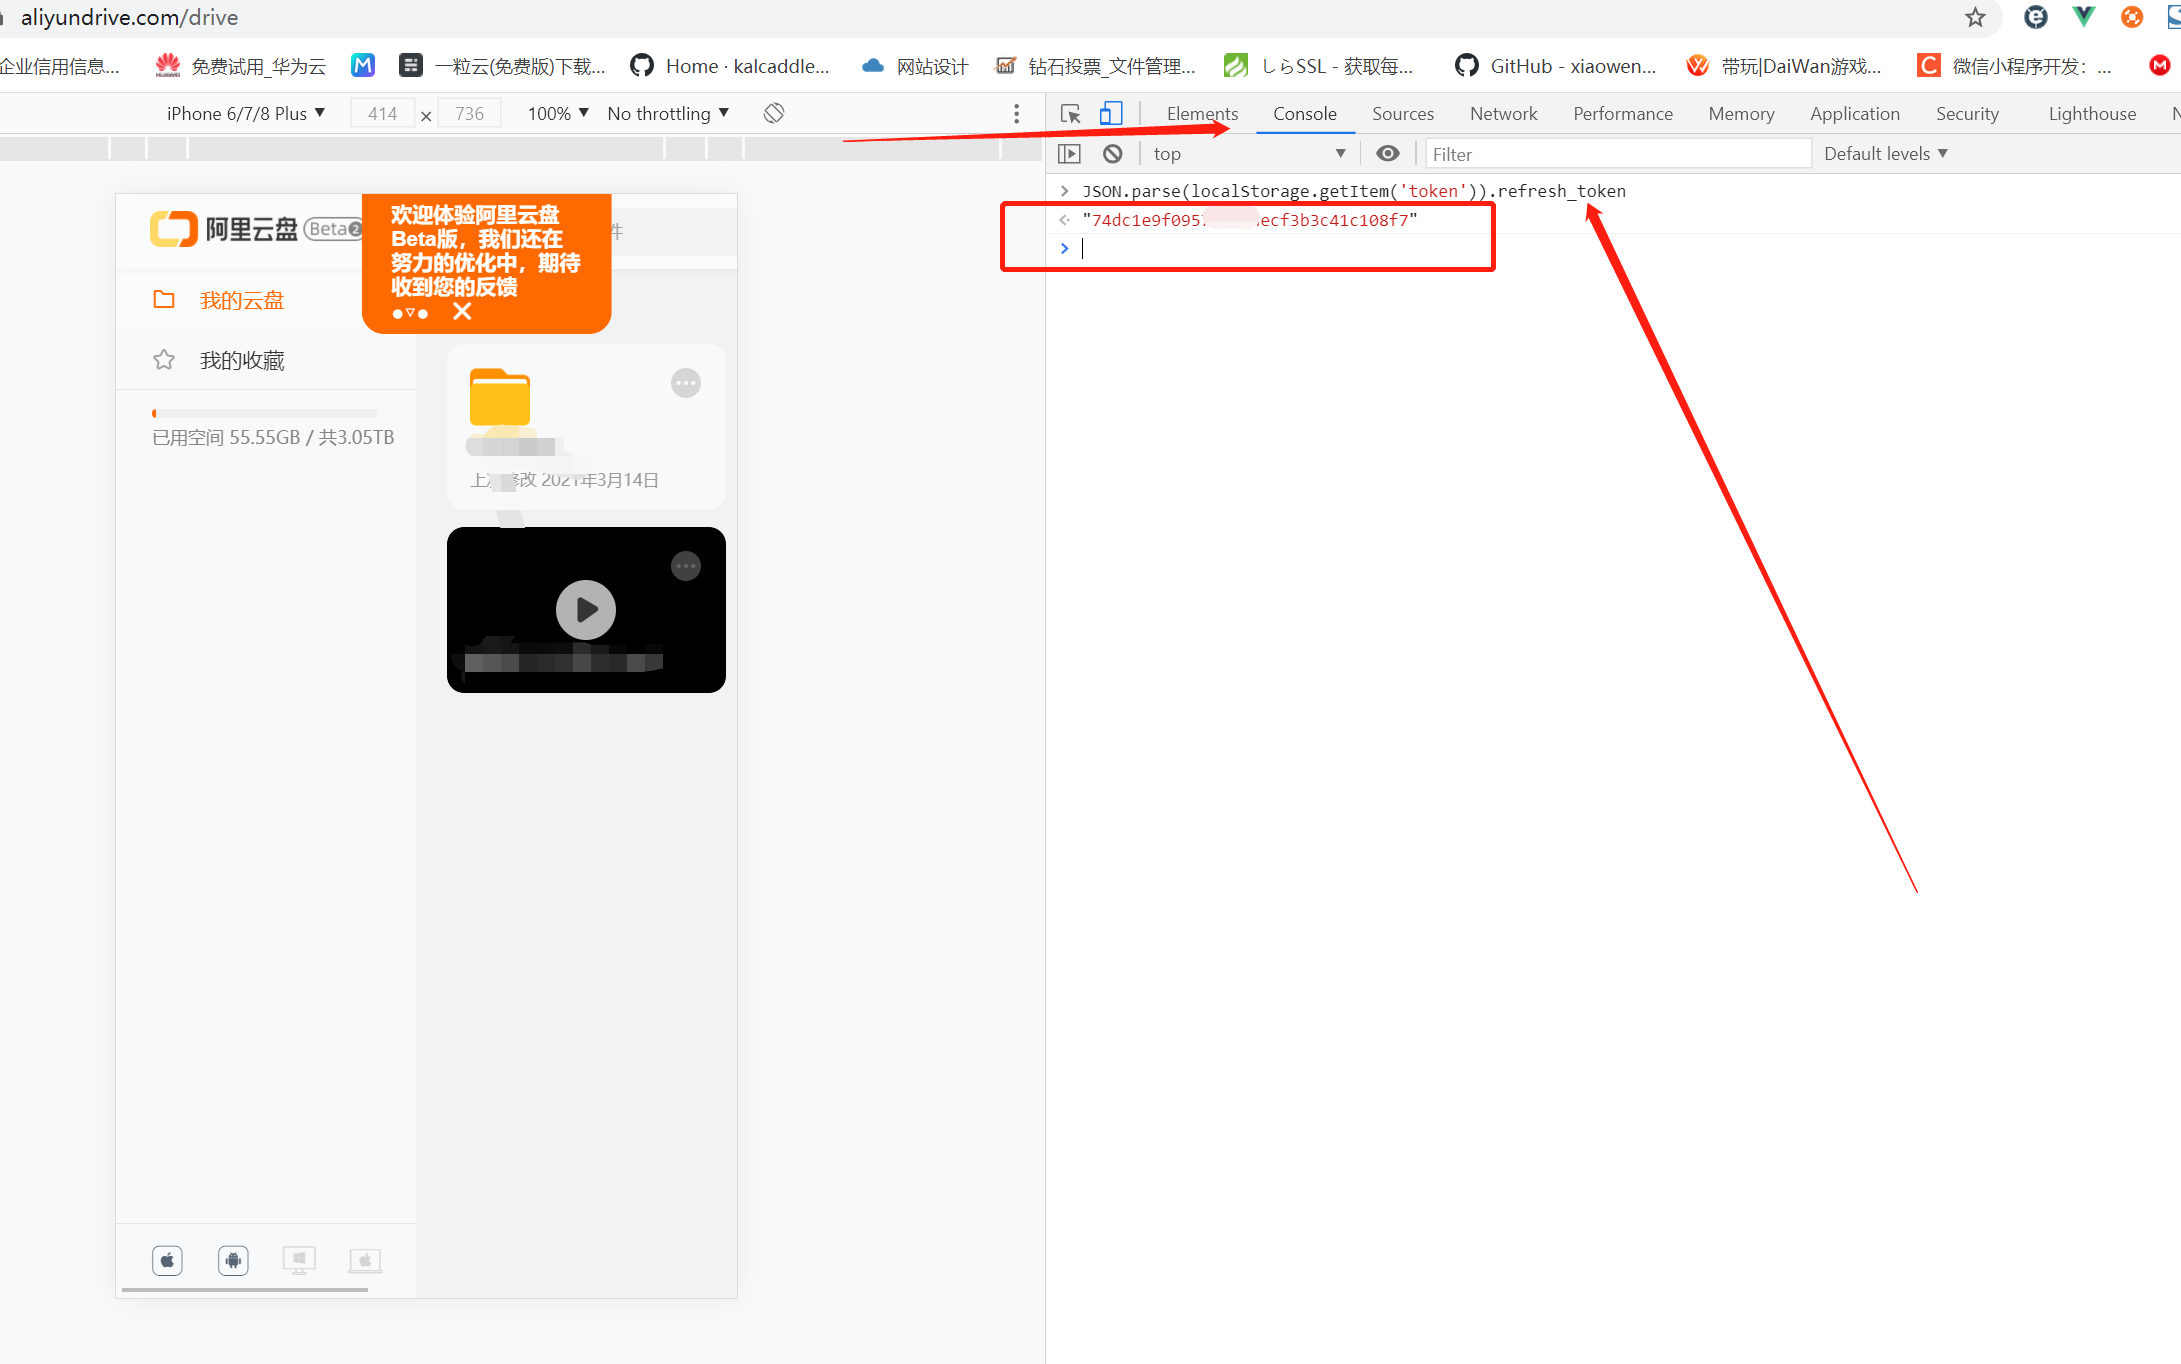 aliyundrive.com/drive
企业信用信息...
免费试用_华为云
一粒云(免费版)下载...
Home · kalcaddle...
网站设计
钻石投票_文件管理...
しらSSL - 获取每...
GitHub - xiaowen...
带玩|DaiWan游戏...
微信小程序开发：...
iPhone 6/7/8 Plus ▼
414 × 736
100% ▼
No throttling ▼
Elements
Console
Sources
Network
Performance
Memory
Application
Security
Lighthouse
top
Filter
Default levels ▼
JSON.parse(localStorage.getItem('token')).refresh_token
阿里云盘
Beta
欢迎体验阿里云盘
Beta版，我们还在
努力的优化中，期待
收到您的反馈
件
我的云盘
我的收藏
已用空间 55.55GB / 共3.05TB
修改 2021年3月14日